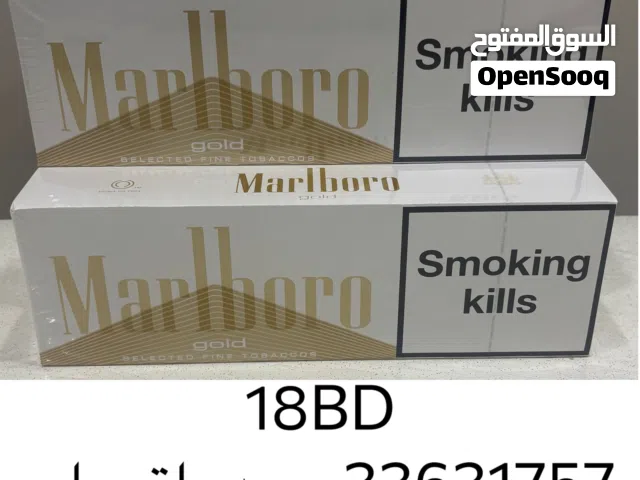 السوق المفتوح
OpenSooq
Marlboro
gold
SELECTED FINE TOBACCOS
Smoking
kills
Marlboro
gold
Marlboro
gold
SELECTED FINE TOBACCOS
Smoking
kills
18BD
33631757